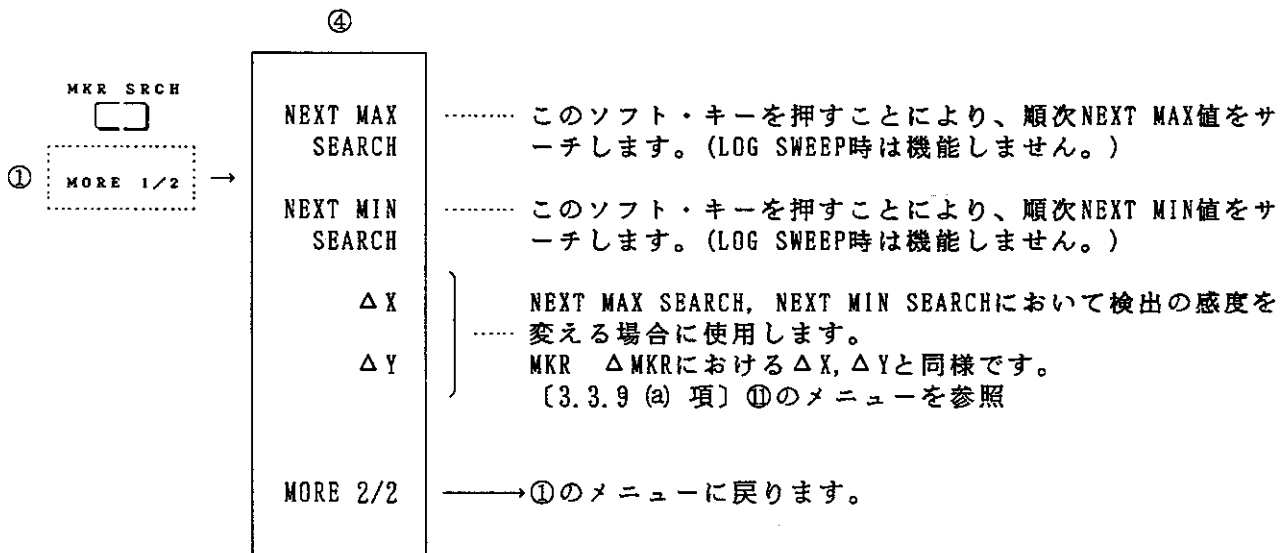 ④
MKR SRCH
① MORE 1/2 →
NEXT MAX ········· このソフト・キーを押すことにより、順次NEXT MAX値をサ
SEARCH ーチします。(LOG SWEEP時は機能しません。)
NEXT MIN ········· このソフト・キーを押すことにより、順次NEXT MIN値をサ
SEARCH ーチします。(LOG SWEEP時は機能しません。)
ΔX NEXT MAX SEARCH, NEXT MIN SEARCHにおいて検出の感度を
······ 変える場合に使用します。
ΔY MKR ΔMKRにおけるΔX,ΔYと同様です。
〔3.3.9 (a) 項〕⑪のメニューを参照
MORE 2/2 → ①のメニューに戻ります。